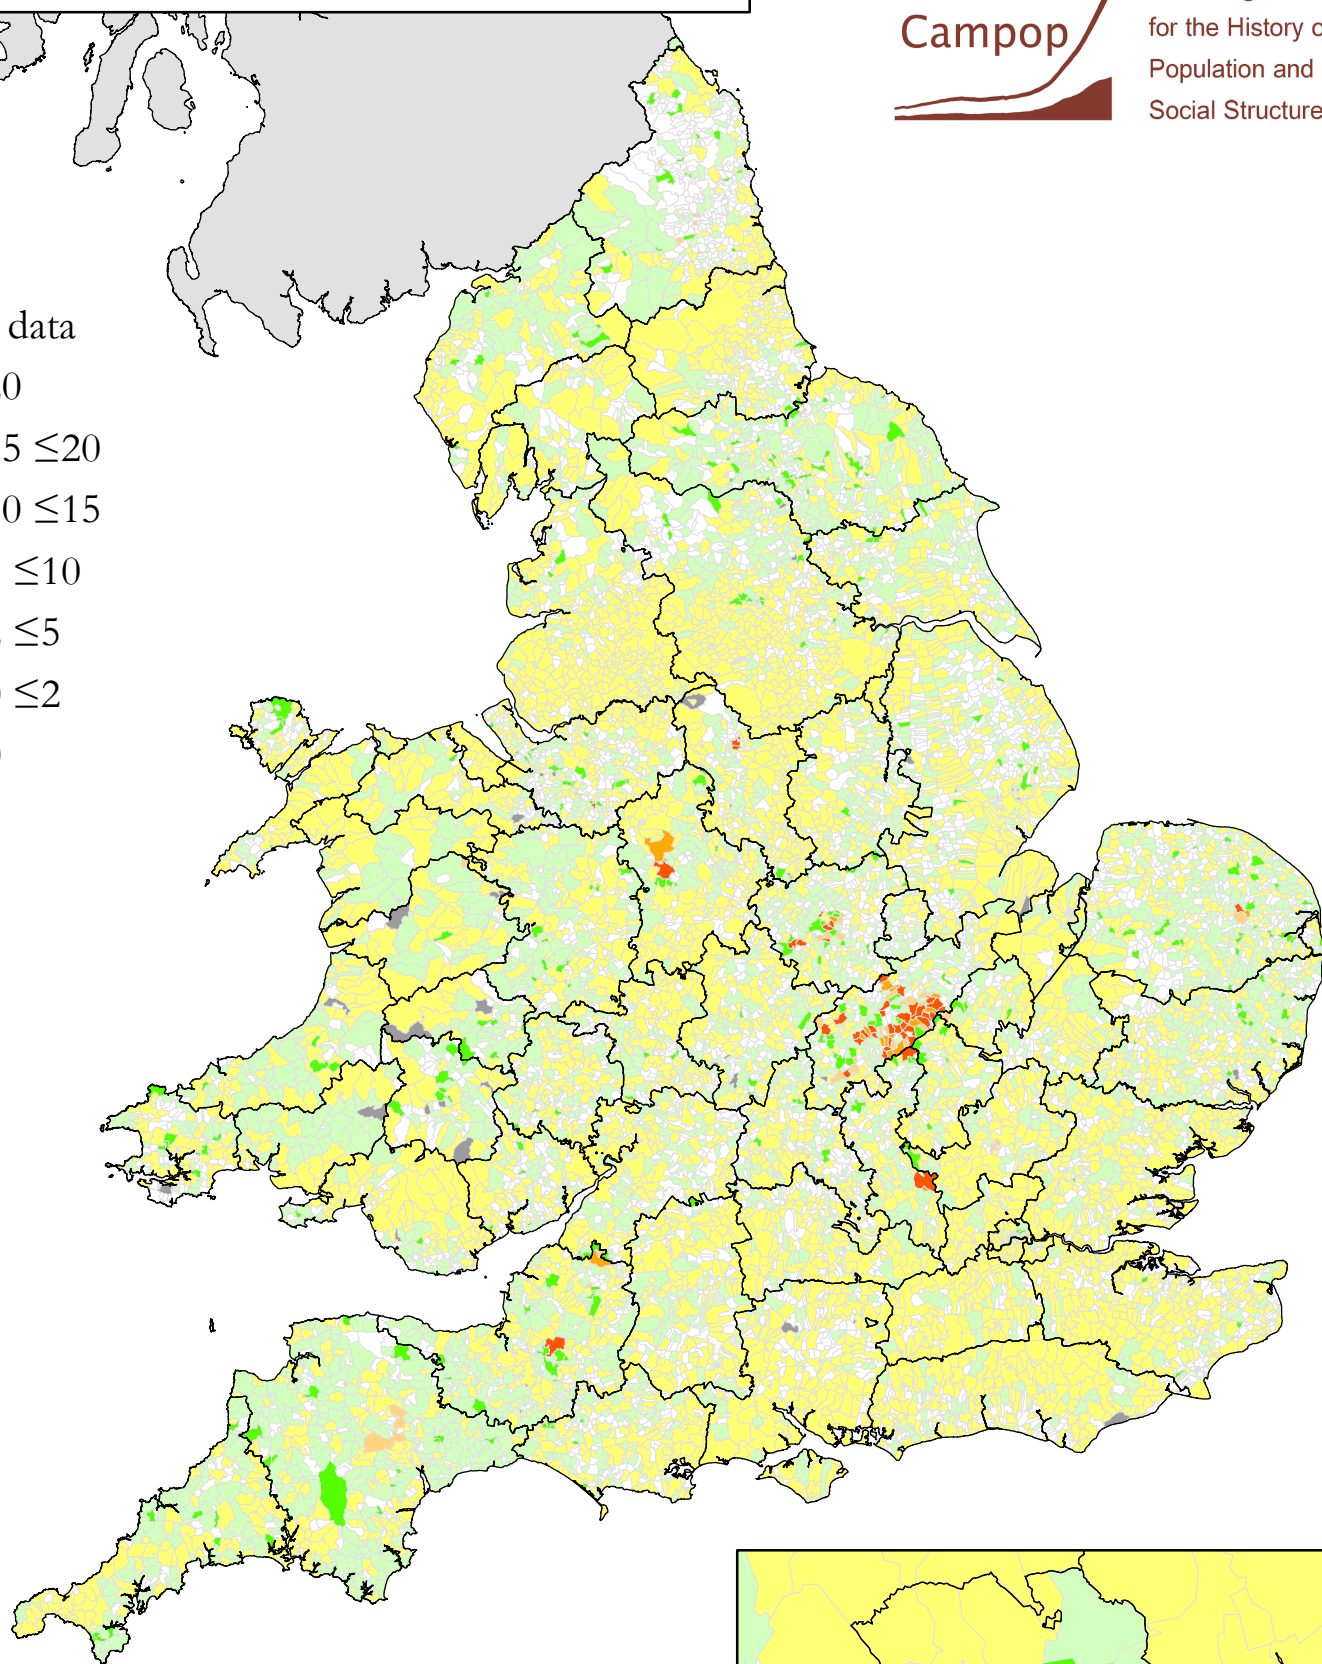 Campop
for the History
Population and
Social Structure
data
0
5 ≤20
0 ≤15
≤10
≤5
≤2